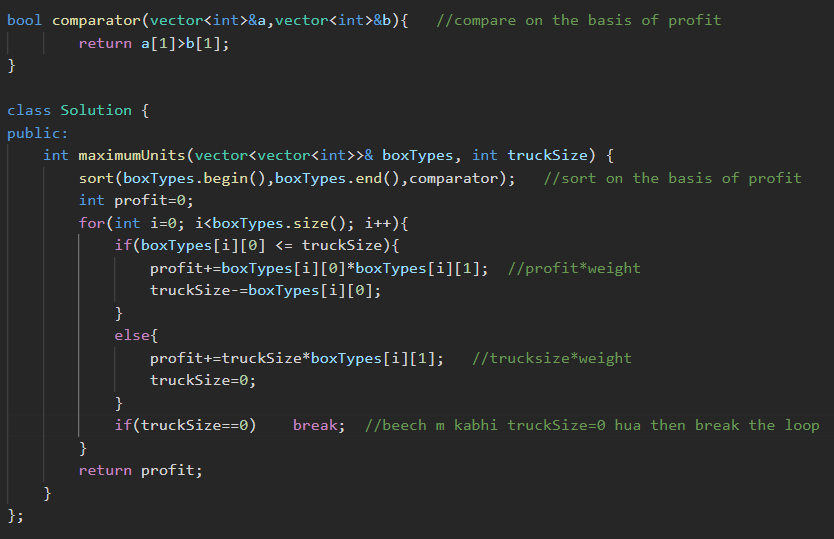 bool comparator(vector<int>&a,vector<int>&b){   //compare on the basis of profit
        return a[1]>b[1];
}

class Solution {
public:
    int maximumUnits(vector<vector<int>>& boxTypes, int truckSize) {
        sort(boxTypes.begin(),boxTypes.end(),comparator);   //sort on the basis of profit
        int profit=0;
        for(int i=0; i<boxTypes.size(); i++){
            if(boxTypes[i][0] <= truckSize){
                profit+=boxTypes[i][0]*boxTypes[i][1];  //profit*weight
                truckSize-=boxTypes[i][0];
            }
            else{
                profit+=truckSize*boxTypes[i][1];   //trucksize*weight
                truckSize=0;
            }
            if(truckSize==0)    break;  //beech m kabhi truckSize=0 hua then break the loop
        }
        return profit;
    }
};